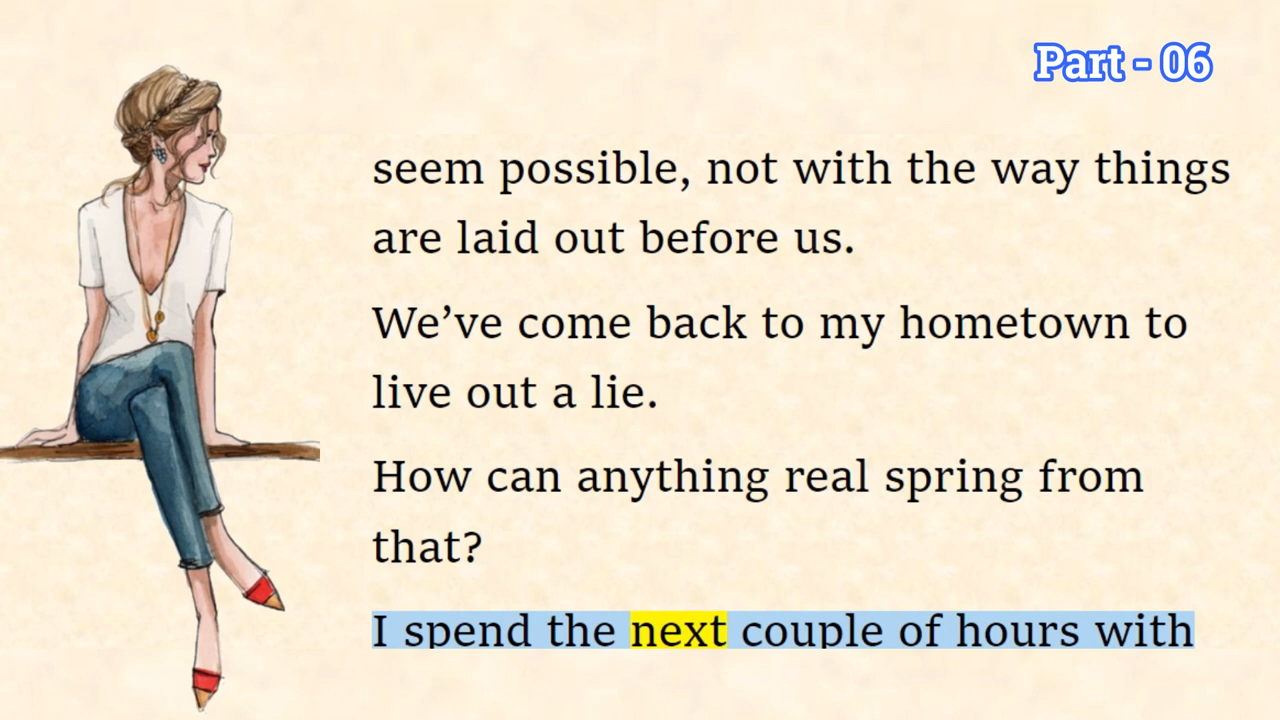 Part - 06
seem possible, not with the way things
are laid out before us.
We’ve come back to my hometown to
live out a lie.
How can anything real spring from
that?
I spend the next couple of hours with